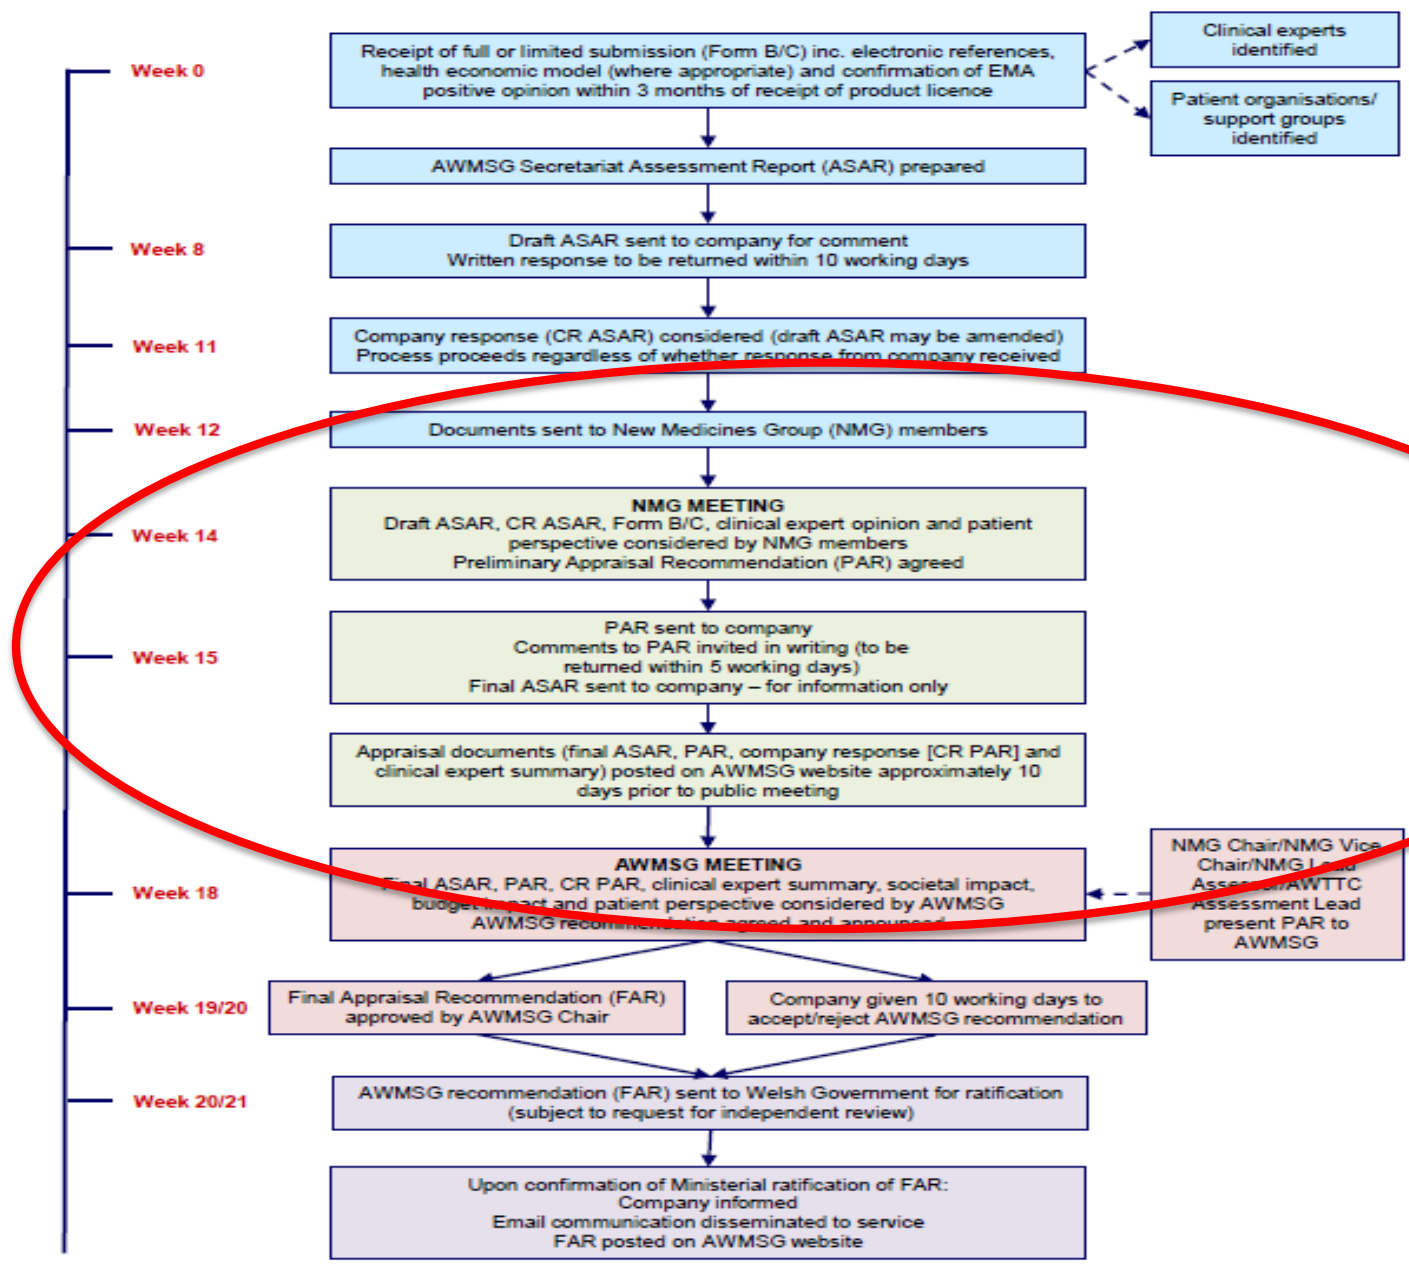 Week 0
Receipt of full or limited submission (Form B/C) inc. electronic references,
health economic model (where appropriate) and confirmation of EMA
positive opinion within 3 months of receipt of product licence
Clinical experts
identified
Patient organisations/
support groups
identified
AWMSG Secretariat Assessment Report (ASAR) prepared
Week 8
Draft ASAR sent to company for comment
Written response to be returned within 10 working days
Week 11
Company response (CR ASAR) considered (draft ASAR may be amended)
Process proceeds regardless of whether response from company received
Week 12
Documents sent to New Medicines Group (NMG) members
Week 14
NMG MEETING
Draft ASAR, CR ASAR, Form B/C, clinical expert opinion and patient
perspective considered by NMG members
Preliminary Appraisal Recommendation (PAR) agreed
Week 15
PAR sent to company
Comments to PAR invited in writing (to be
returned within 5 working days)
Final ASAR sent to company – for information only
Appraisal documents (final ASAR, PAR, company response [CR PAR] and
clinical expert summary) posted on AWMSG website approximately 10
days prior to public meeting
Week 18
AWMSG MEETING
Final ASAR, PAR, CR PAR, clinical expert summary, societal impact,
budget impact and patient perspective considered by AWMSG
AWMSG recommendation agreed and announced
NMG Chair/NMG Vice
Chair/NMG Lead
Assessor/AWTTC
Assessment Lead
present PAR to
AWMSG
Week 19/20
Final Appraisal Recommendation (FAR)
approved by AWMSG Chair
Company given 10 working days to
accept/reject AWMSG recommendation
Week 20/21
AWMSG recommendation (FAR) sent to Welsh Government for ratification
(subject to request for independent review)
Upon confirmation of Ministerial ratification of FAR:
Company informed
Email communication disseminated to service
FAR posted on AWMSG website